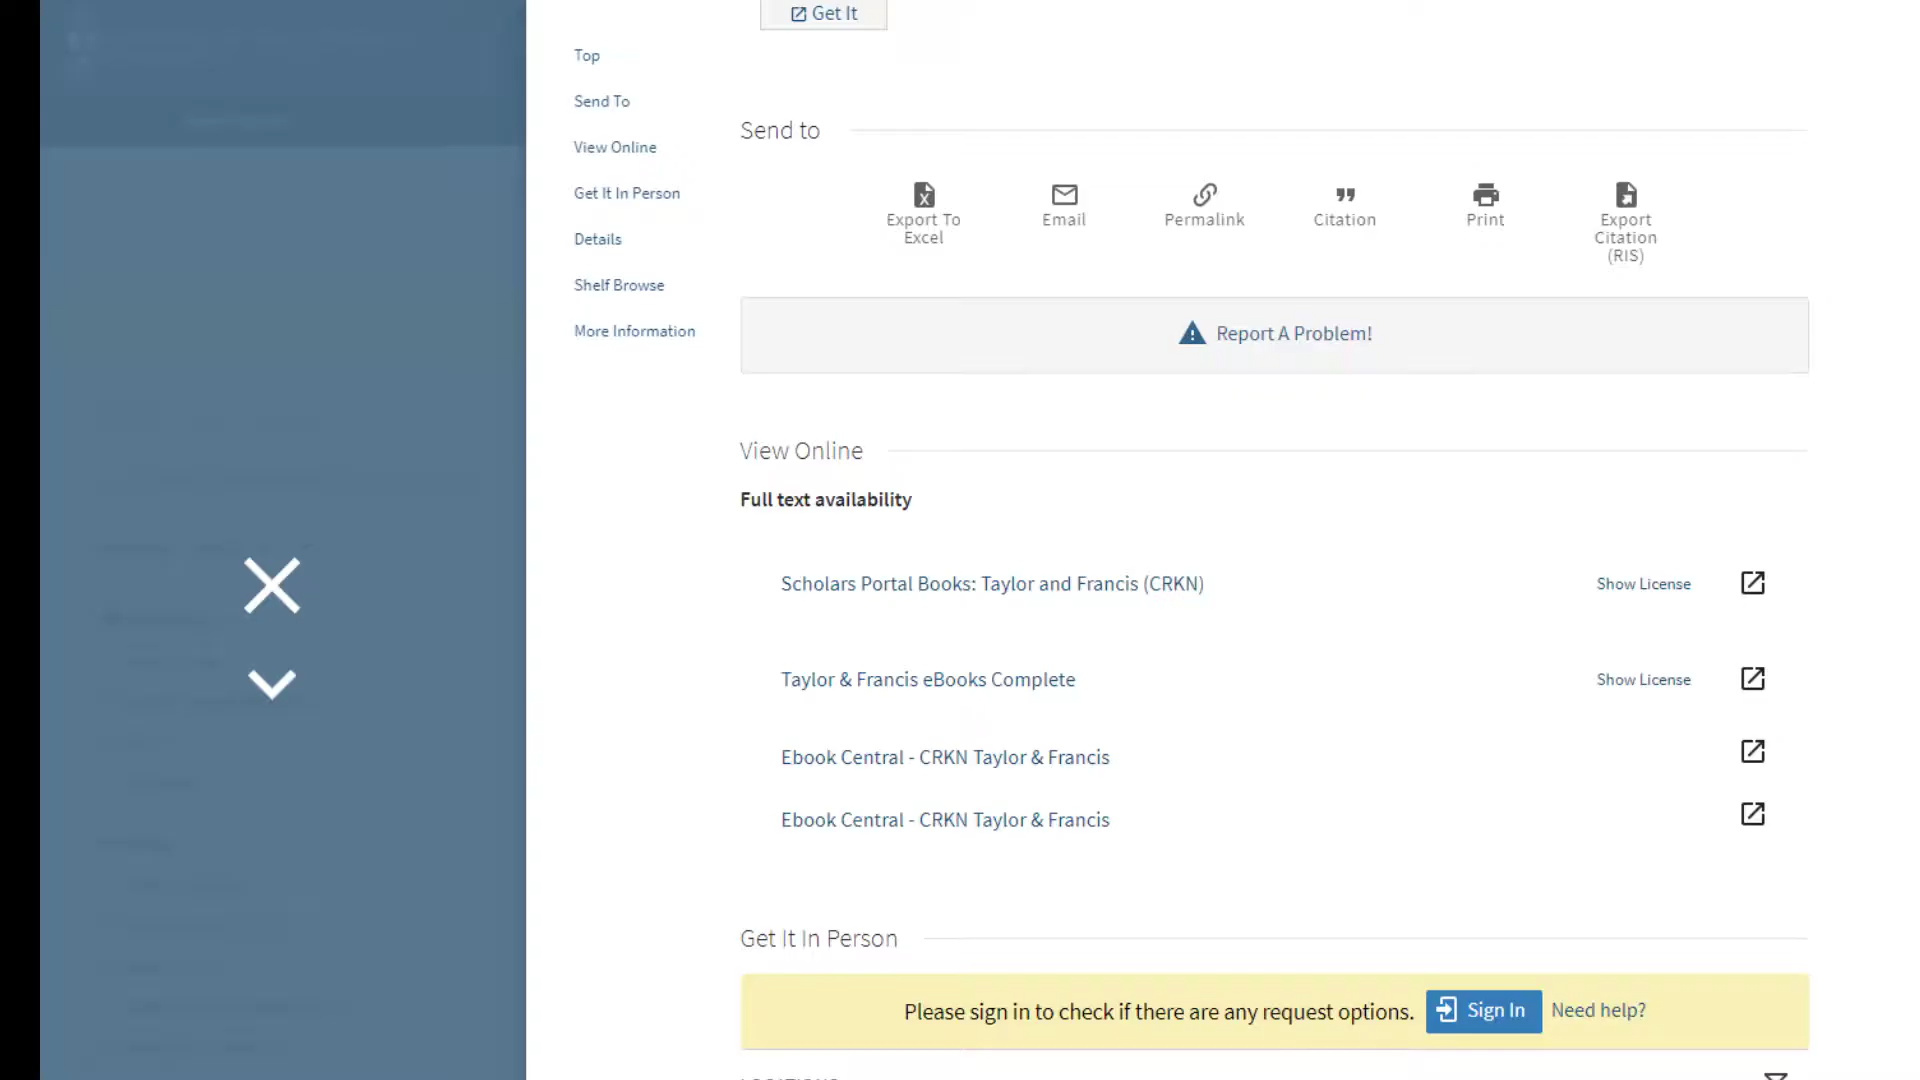 Get It
Top
Send To
View Online
Get It In Person
Details
Shelf Browse
More Information
Send to
Export To
Excel
Email
Permalink
Citation
Print
Export
Citation
(RIS)
Report A Problem!
View Online
Full text availability
Scholars Portal Books: Taylor and Francis (CRKN)
Show License
Taylor & Francis eBooks Complete
Show License
Ebook Central - CRKN Taylor & Francis
Ebook Central - CRKN Taylor & Francis
Get It In Person
Please sign in to check if there are any request options.
Sign In
Need help?